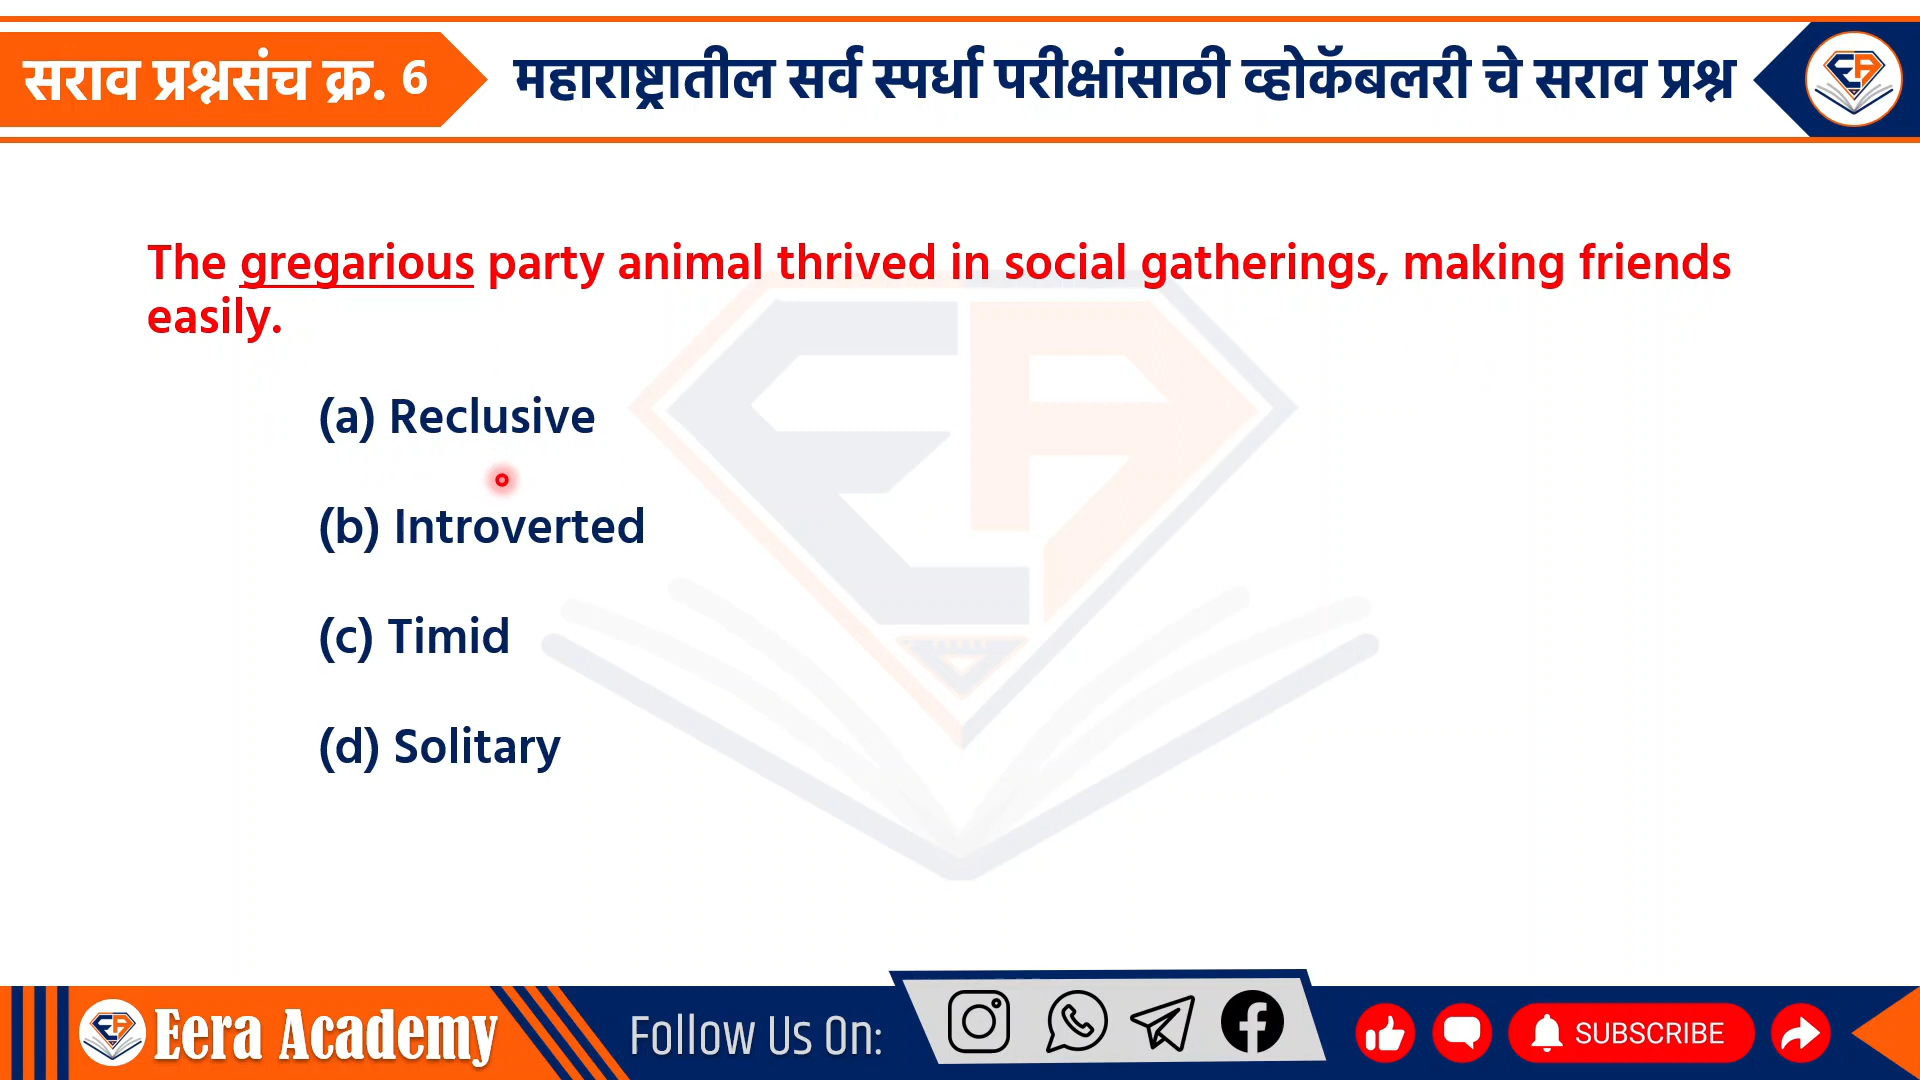 सराव प्रश्नसंच क्र. 6
महाराष्ट्रातील सर्व स्पर्धा परीक्षांसाठी व्होकॅबलरी चे सराव प्रश्न
The gregarious party animal thrived in social gatherings, making friends
easily.
(a) Reclusive
(b) Introverted
(c) Timid
(d) Solitary
Eera Academy
Follow Us On:
SUBSCRIBE